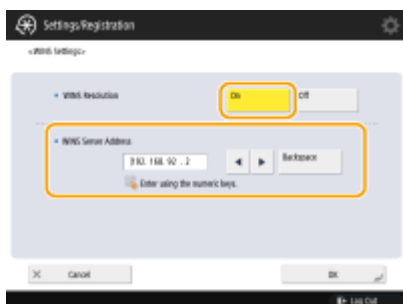 Settings/Registration
<WINS Settings>
WINS Resolution
On
Off
WINS Server Address
192. 168. 92 . 2
Backspace
Enter using the numeric keys.
Cancel
OK
Log Out